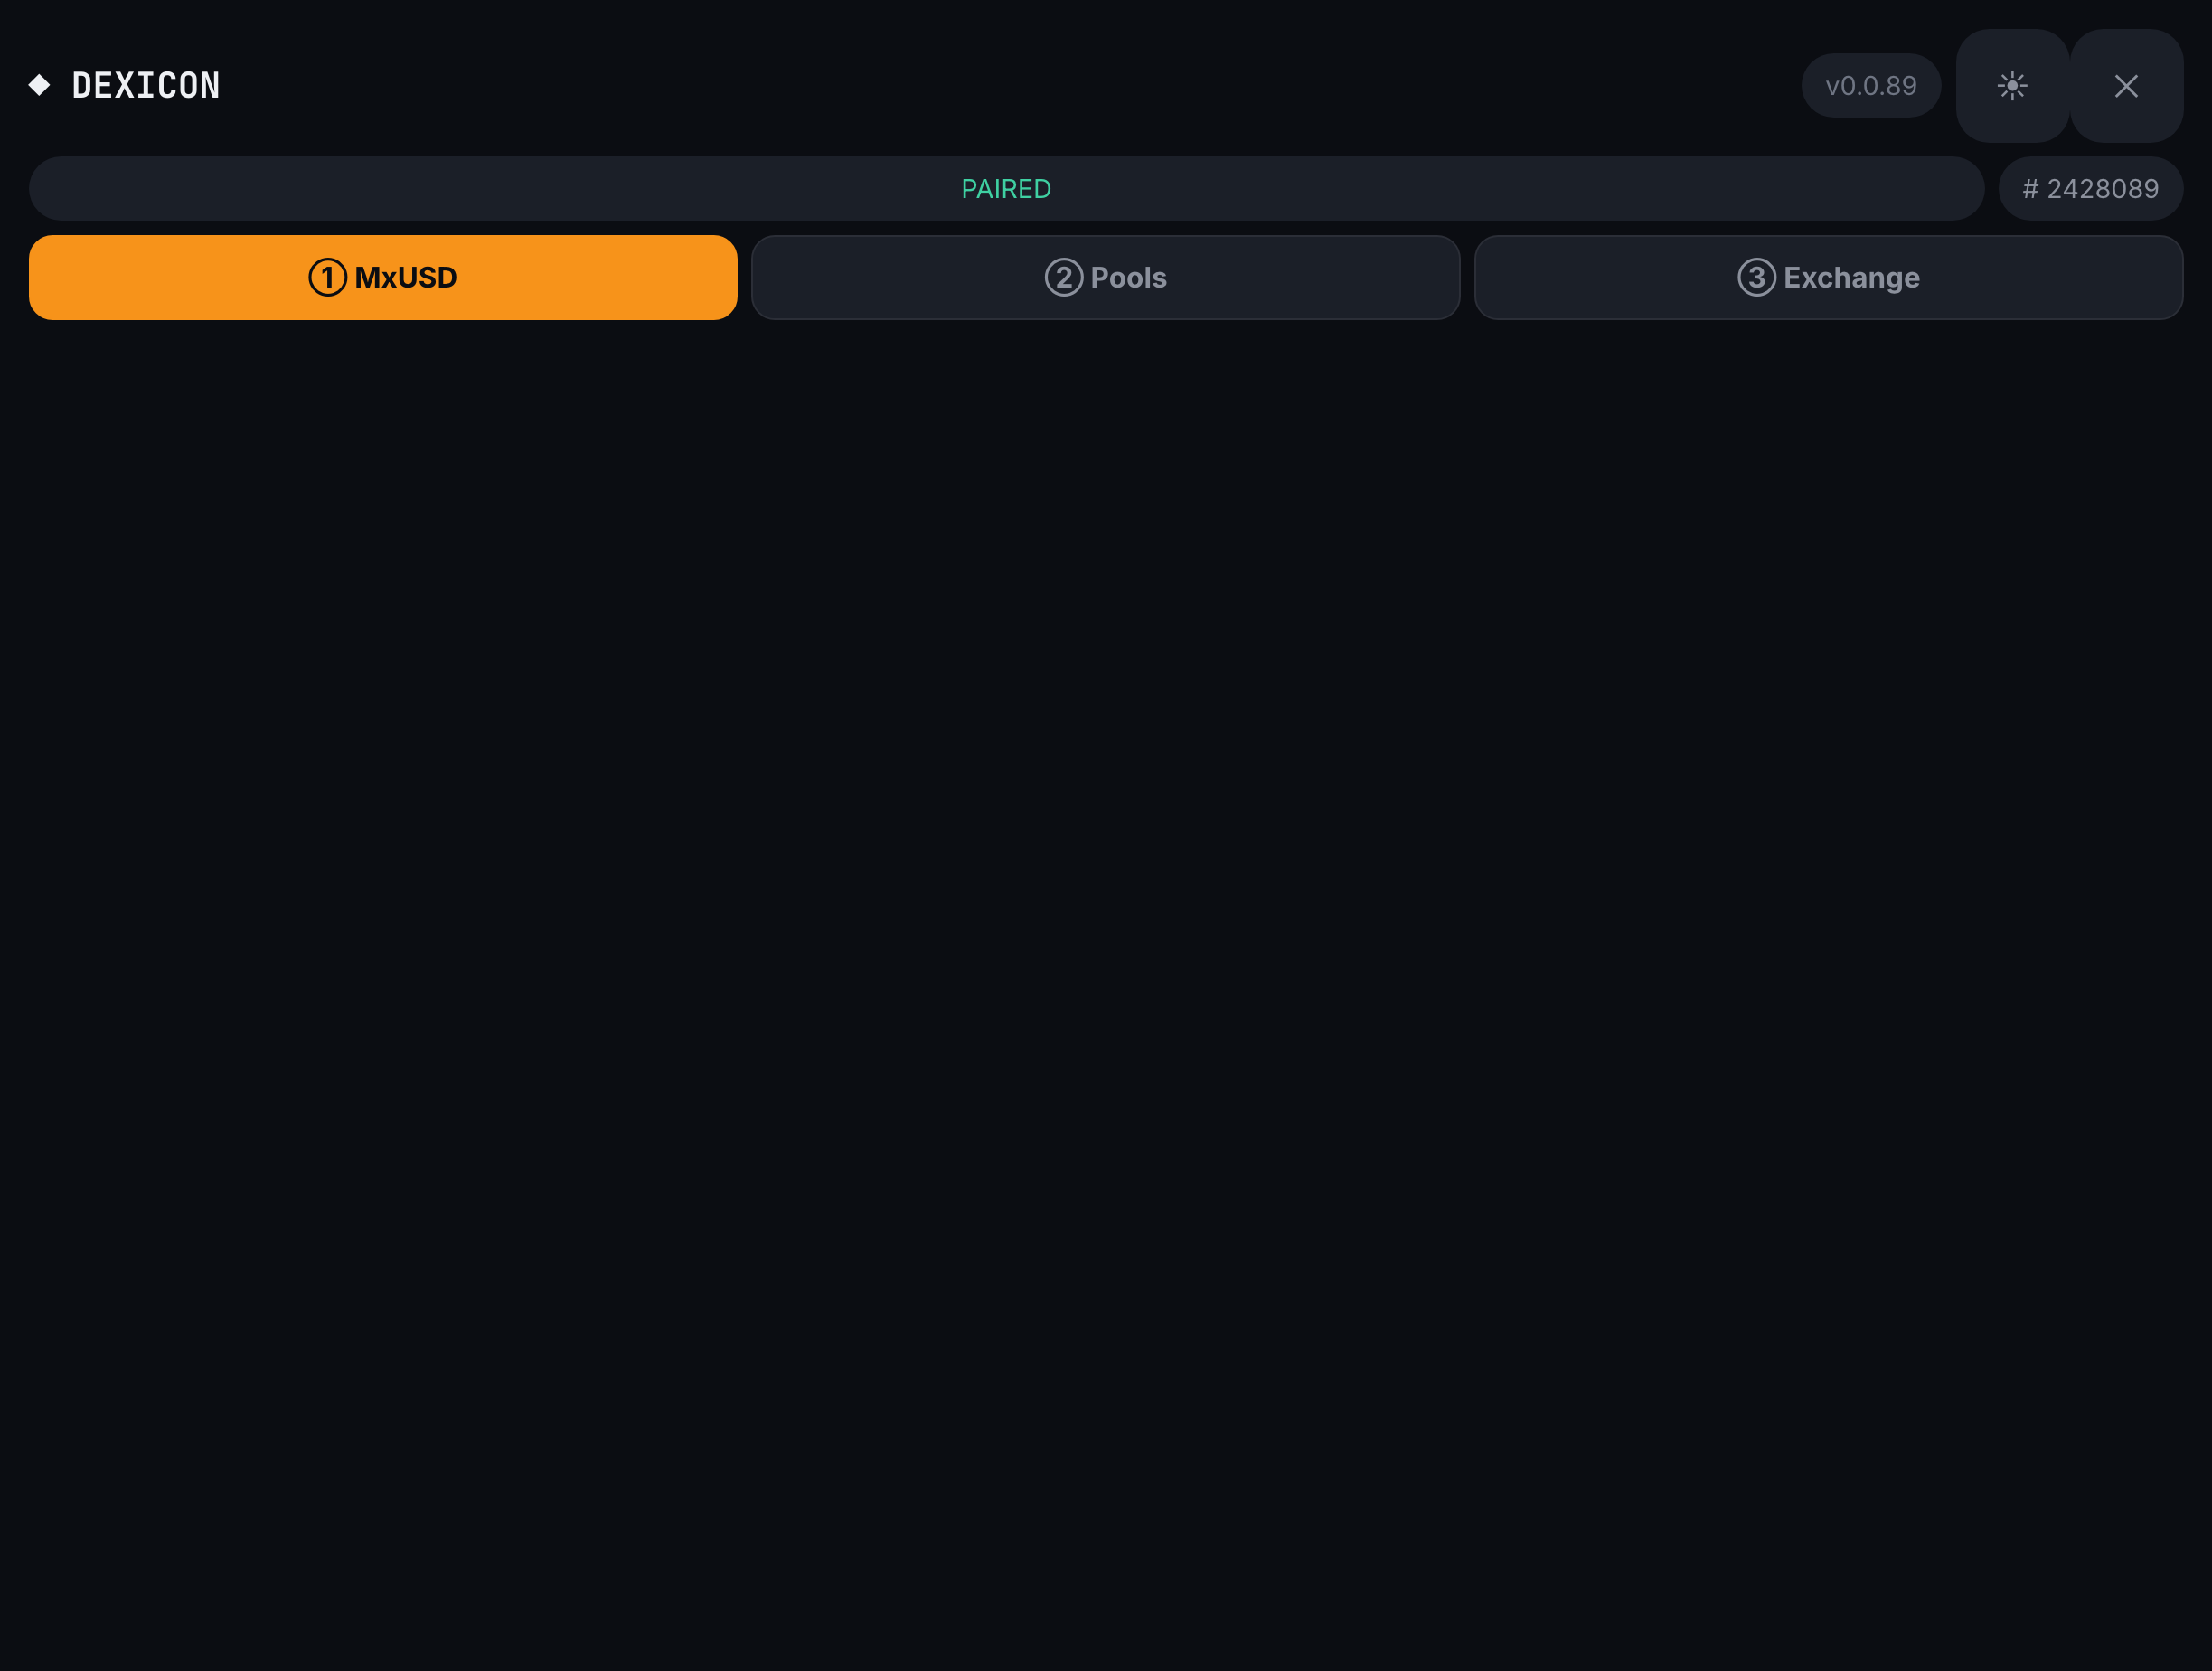 ◆ DEXICON v0.0.89 ☀ ×
PAIRED # 2428089
① MxUSD ② Pools ③ Exchange